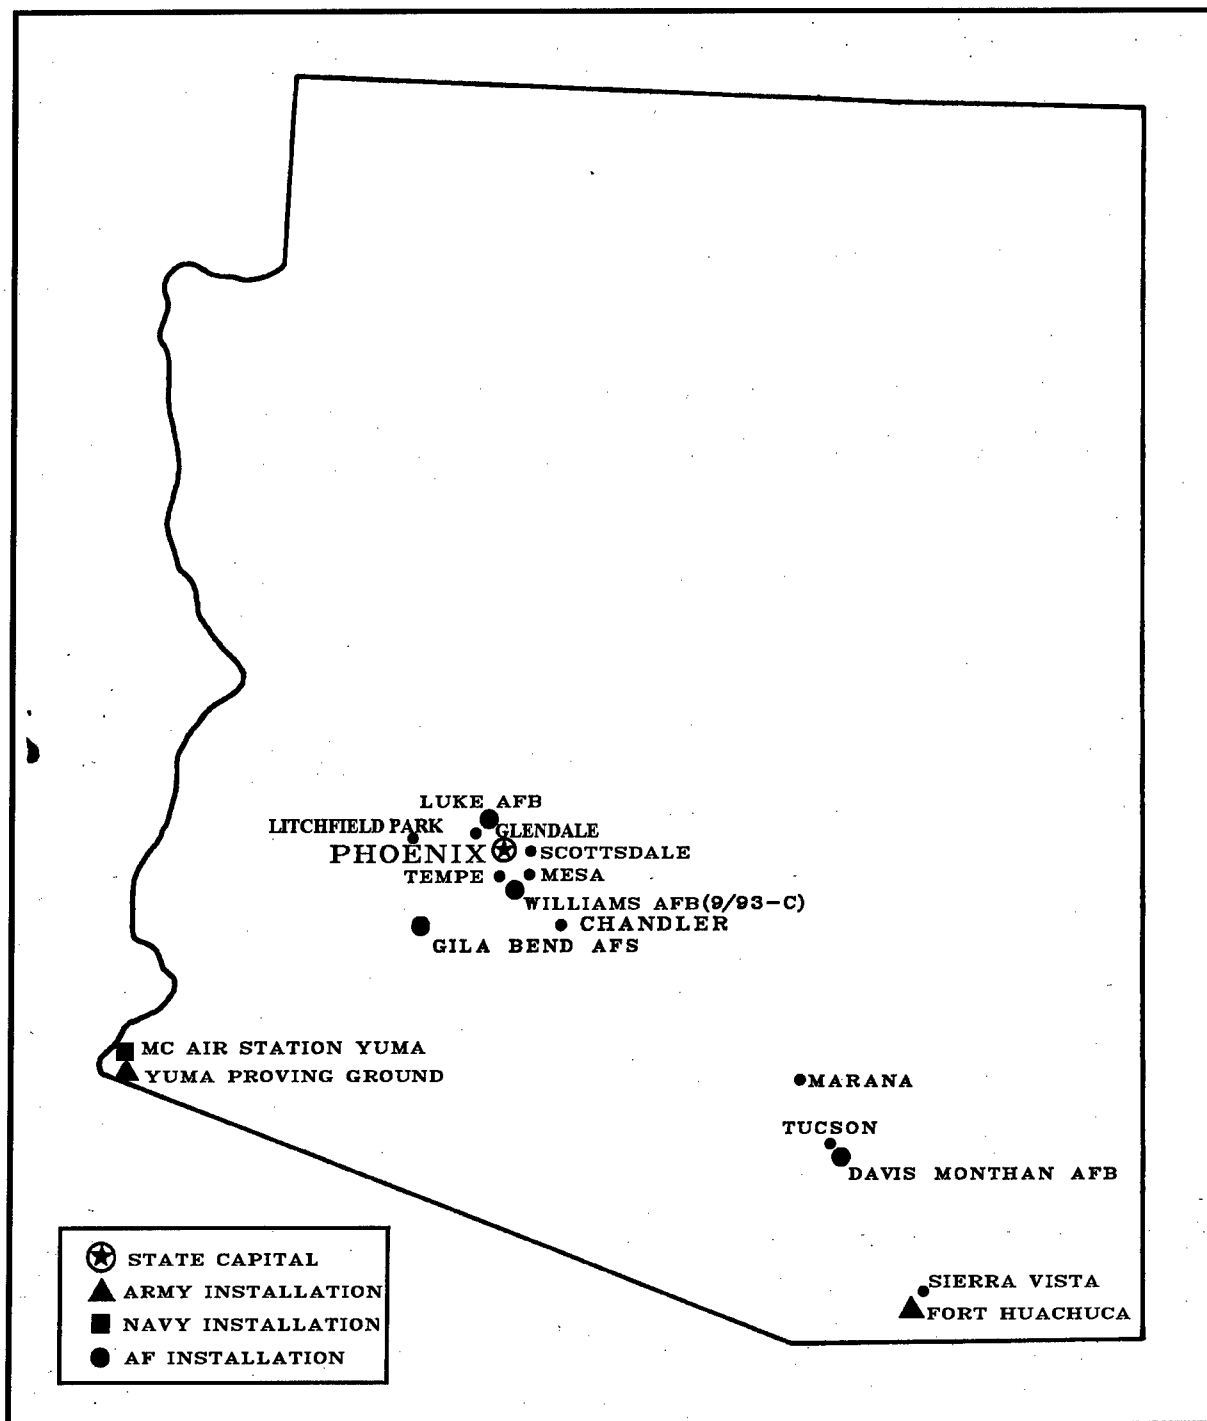 LUKE AFB
LITCHFIELD PARK
GLENDALE
PHOENIX
SCOTTSDALE
TEMPE
MESA
WILLIAMS AFB(9/93-C)
CHANDLER
GILA BEND AFS
MC AIR STATION YUMA
YUMA PROVING GROUND
MARANA
TUCSON
DAVIS MONTHAN AFB
SIERRA VISTA
FORT HUACHUCA
STATE CAPITAL
ARMY INSTALLATION
NAVY INSTALLATION
AF INSTALLATION